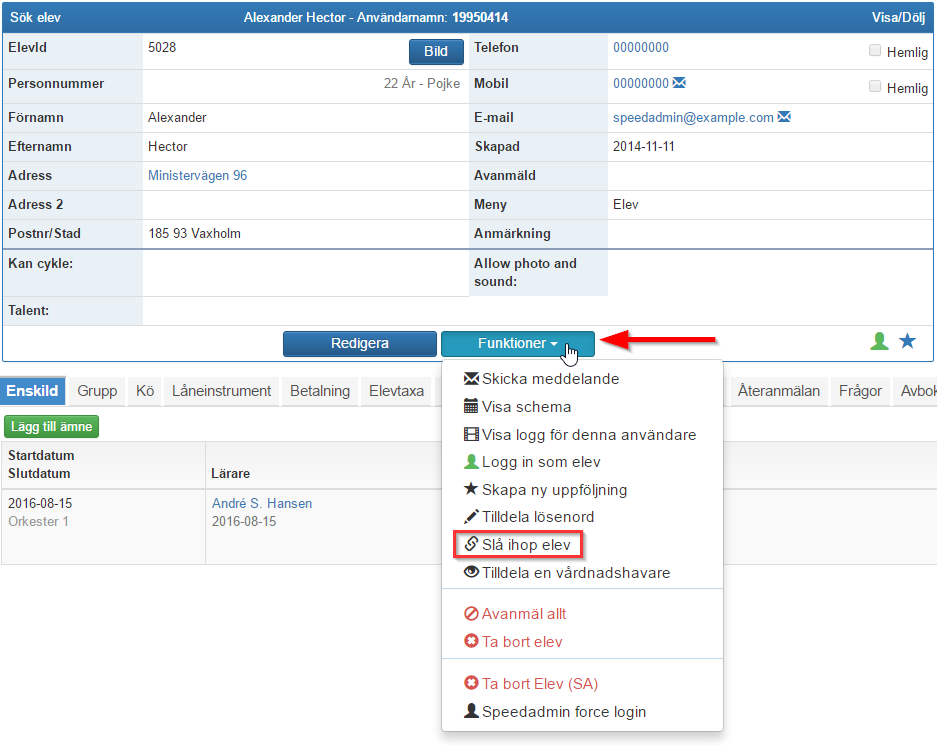 Sök elev Alexander Hector - Användarnamn: 19950414 Visa/Dölj
ElevId 5028 Bild Telefon 00000000 Hemlig
Personnummer 22 År - Pojke Mobil 00000000 Hemlig
Förnamn Alexander E-mail speedadmin@example.com
Efternamn Hector Skapad 2014-11-11
Adress Ministervägen 96 Avanmäld
Adress 2 Meny Elev
Postnr/Stad 185 93 Vaxholm Anmärkning
Kan cykle: Allow photo and
sound:
Talent:
Redigera Funktioner
Enskild Grupp Kö Låneinstrument Betalning Elevtaxa Återanmälan Frågor Avbok
Lägg till ämne
Startdatum
Slutdatum Lärare
2016-08-15 André S. Hansen
Orkester 1 2016-08-15
Skicka meddelande
Visa schema
Visa logg för denna användare
Logg in som elev
Skapa ny uppföljning
Tilldela lösenord
Slå ihop elev
Tilldela en vårdnadshavare
Avanmäl allt
Ta bort elev
Ta bort Elev (SA)
Speedadmin force login